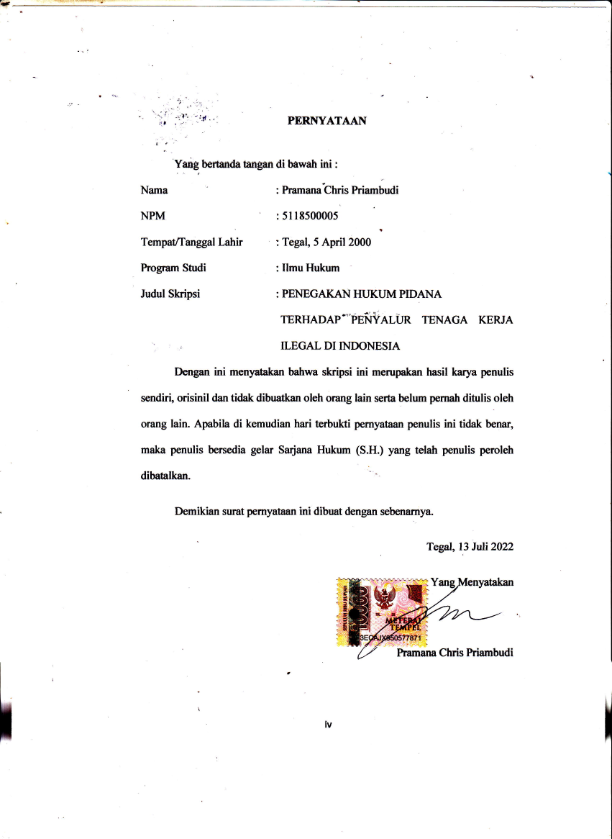 PERNYATAAN
Yang bertanda tangan di bawah ini :
Nama : Pramana Chris Priambudi
NPM : 5118500005
Tempat/Tanggal Lahir : Tegal, 5 April 2000
Program Studi : Ilmu Hukum
Judul Skripsi : PENEGAKAN HUKUM PIDANA
TERHADAP PENYALUR TENAGA KERJA
ILEGAL DI INDONESIA
Dengan ini menyatakan bahwa skripsi ini merupakan hasil karya penulis
sendiri, orisinil dan tidak dibuatkan oleh orang lain serta belum pernah ditulis oleh
orang lain. Apabila di kemudian hari terbukti pernyataan penulis ini tidak benar,
maka penulis bersedia gelar Sarjana Hukum (S.H.) yang telah penulis peroleh
dibatalkan.
Demikian surat pernyataan ini dibuat dengan sebenarnya.
Tegal, 13 Juli 2022
Yang Menyatakan
10000
METERAI
TEMPEL
Pramana Chris Priambudi
iv